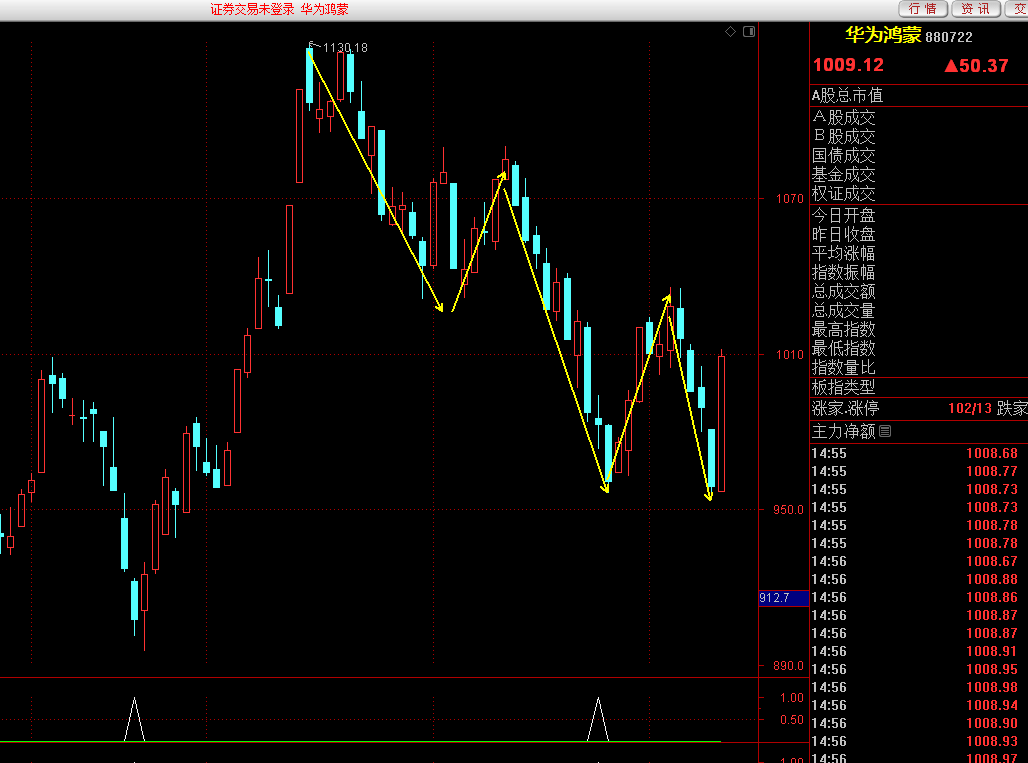 证券交易未登录 华为鸿蒙
行情 资讯 交
华为鸿蒙 880722
1009.12 ▲50.37
A股总市值
A股成交
B股成交
国债成交
基金成交
权证成交
今日开盘
昨日收盘
平均涨幅
指数振幅
总成交额
总成交量
最高指数
最低指数
指数量比
板指类型
涨家.涨停 102/13 跌家
主力净额
14:55 1008.68
14:55 1008.77
14:55 1008.73
14:55 1008.73
14:55 1008.78
14:55 1008.78
14:56 1008.67
14:56 1008.88
14:56 1008.86
14:56 1008.87
14:56 1008.87
14:56 1008.91
14:56 1008.95
14:56 1008.98
14:56 1008.94
14:56 1008.90
14:56 1008.93
14:56 1008.97
1130.18
1070
1010
950.0
912.7
890.0
1.00
0.50
1.00